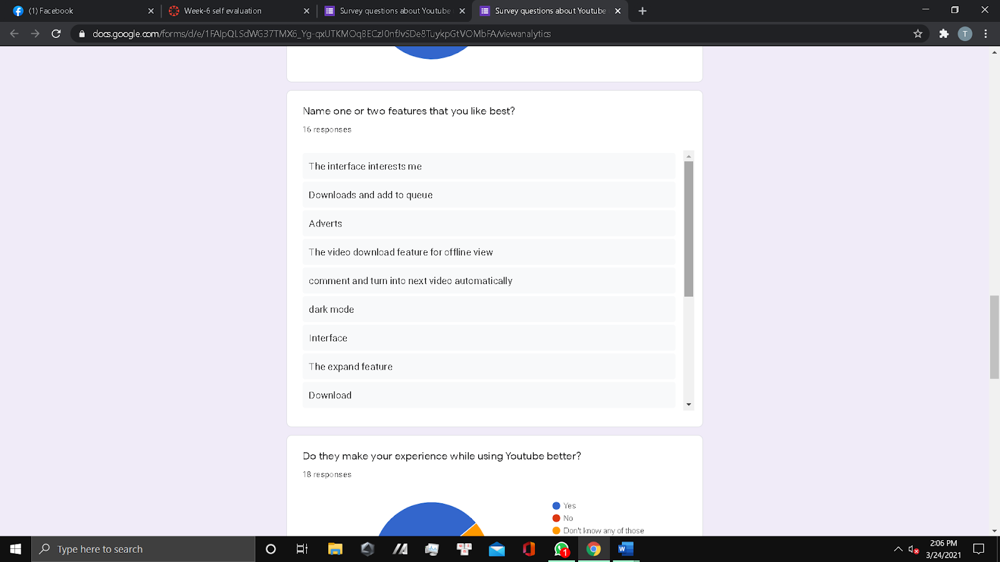 (1) Facebook
Week-6 self evaluation
Survey questions about Youtube
Survey questions about Youtube
docs.google.com/forms/d/e/1FAIpQLSdWG37TMX6_Yg-qxUTKMOqBECzJ0nfJvSDe8TuykpGtVOMbFA/viewanalytics
T
Name one or two features that you like best?
16 responses
The interface interests me
Downloads and add to queue
Adverts
The video download feature for offline view
comment and turn into next video automatically
dark mode
Interface
The expand feature
Download
Do they make your experience while using Youtube better?
18 responses
Yes
No
Don't know any of those
Type here to search
1
W
2:06 PM
3/24/2021